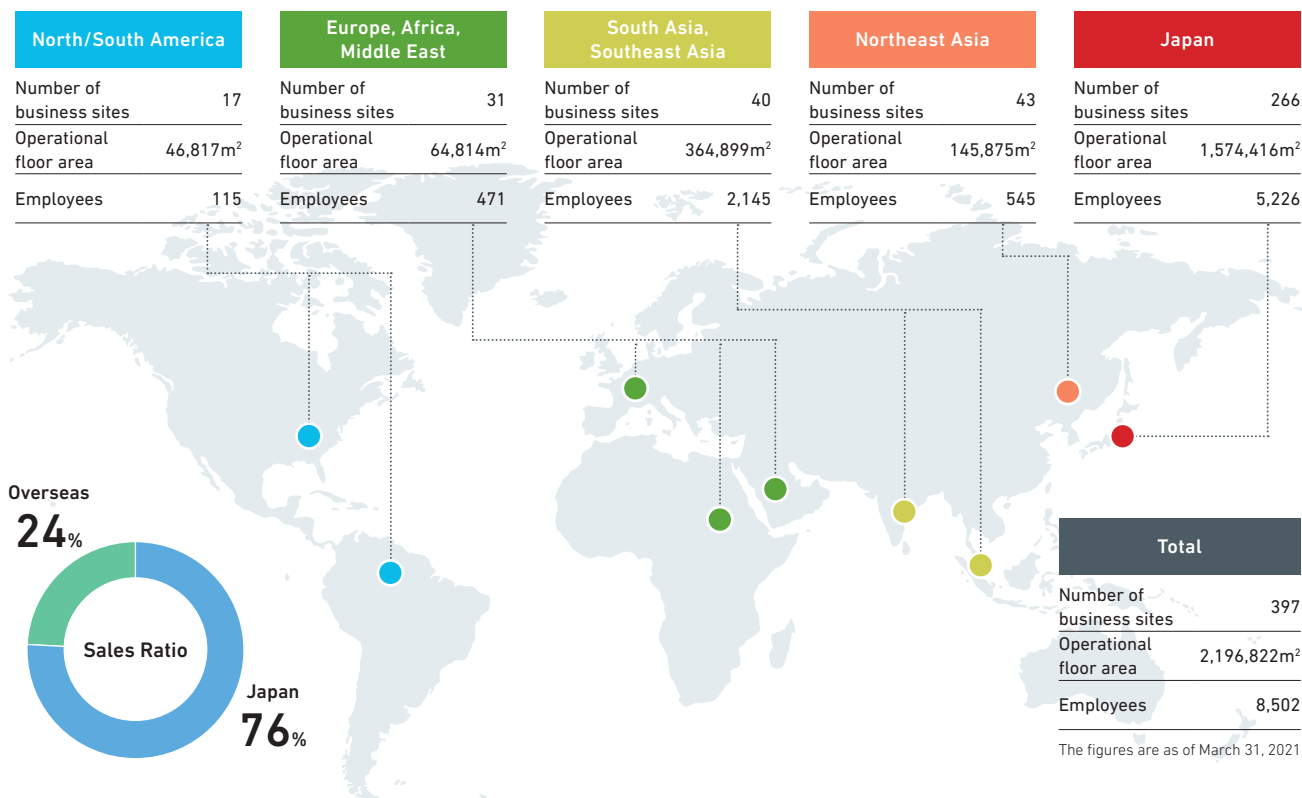 North/South America
Number of
business sites 17
Operational
floor area 46,817m²
Employees 115
Europe, Africa,
Middle East
Number of
business sites 31
Operational
floor area 64,814m²
Employees 471
South Asia,
Southeast Asia
Number of
business sites 40
Operational
floor area 364,899m²
Employees 2,145
Northeast Asia
Number of
business sites 43
Operational
floor area 145,875m²
Employees 545
Japan
Number of
business sites 266
Operational
floor area 1,574,416m²
Employees 5,226
Overseas
24%
Sales Ratio
Japan
76%
Total
Number of
business sites 397
Operational
floor area 2,196,822m²
Employees 8,502
The figures are as of March 31, 2021